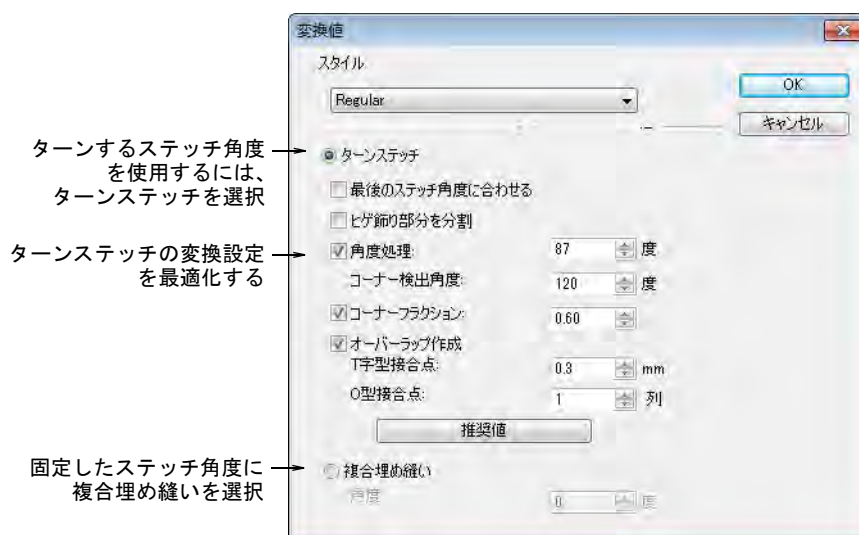 変換値
スタイル
Regular
OK
キャンセル
ターンするステッチ角度
を使用するには、
ターンステッチを選択
ターンステッチ
最後のステッチ角度に合わせる
ヒゲ飾り部分を分割
ターンステッチの変換設定
を最適化する
角度処理: 87 度
コーナー検出角度: 120 度
コーナーフラクション: 0.60
オーバーラップ作成
T字型接合点: 0.3 mm
O型接合点: 1 列
推奨値
固定したステッチ角度に
複合埋め縫いを選択
複合埋め縫い
角度 0 度